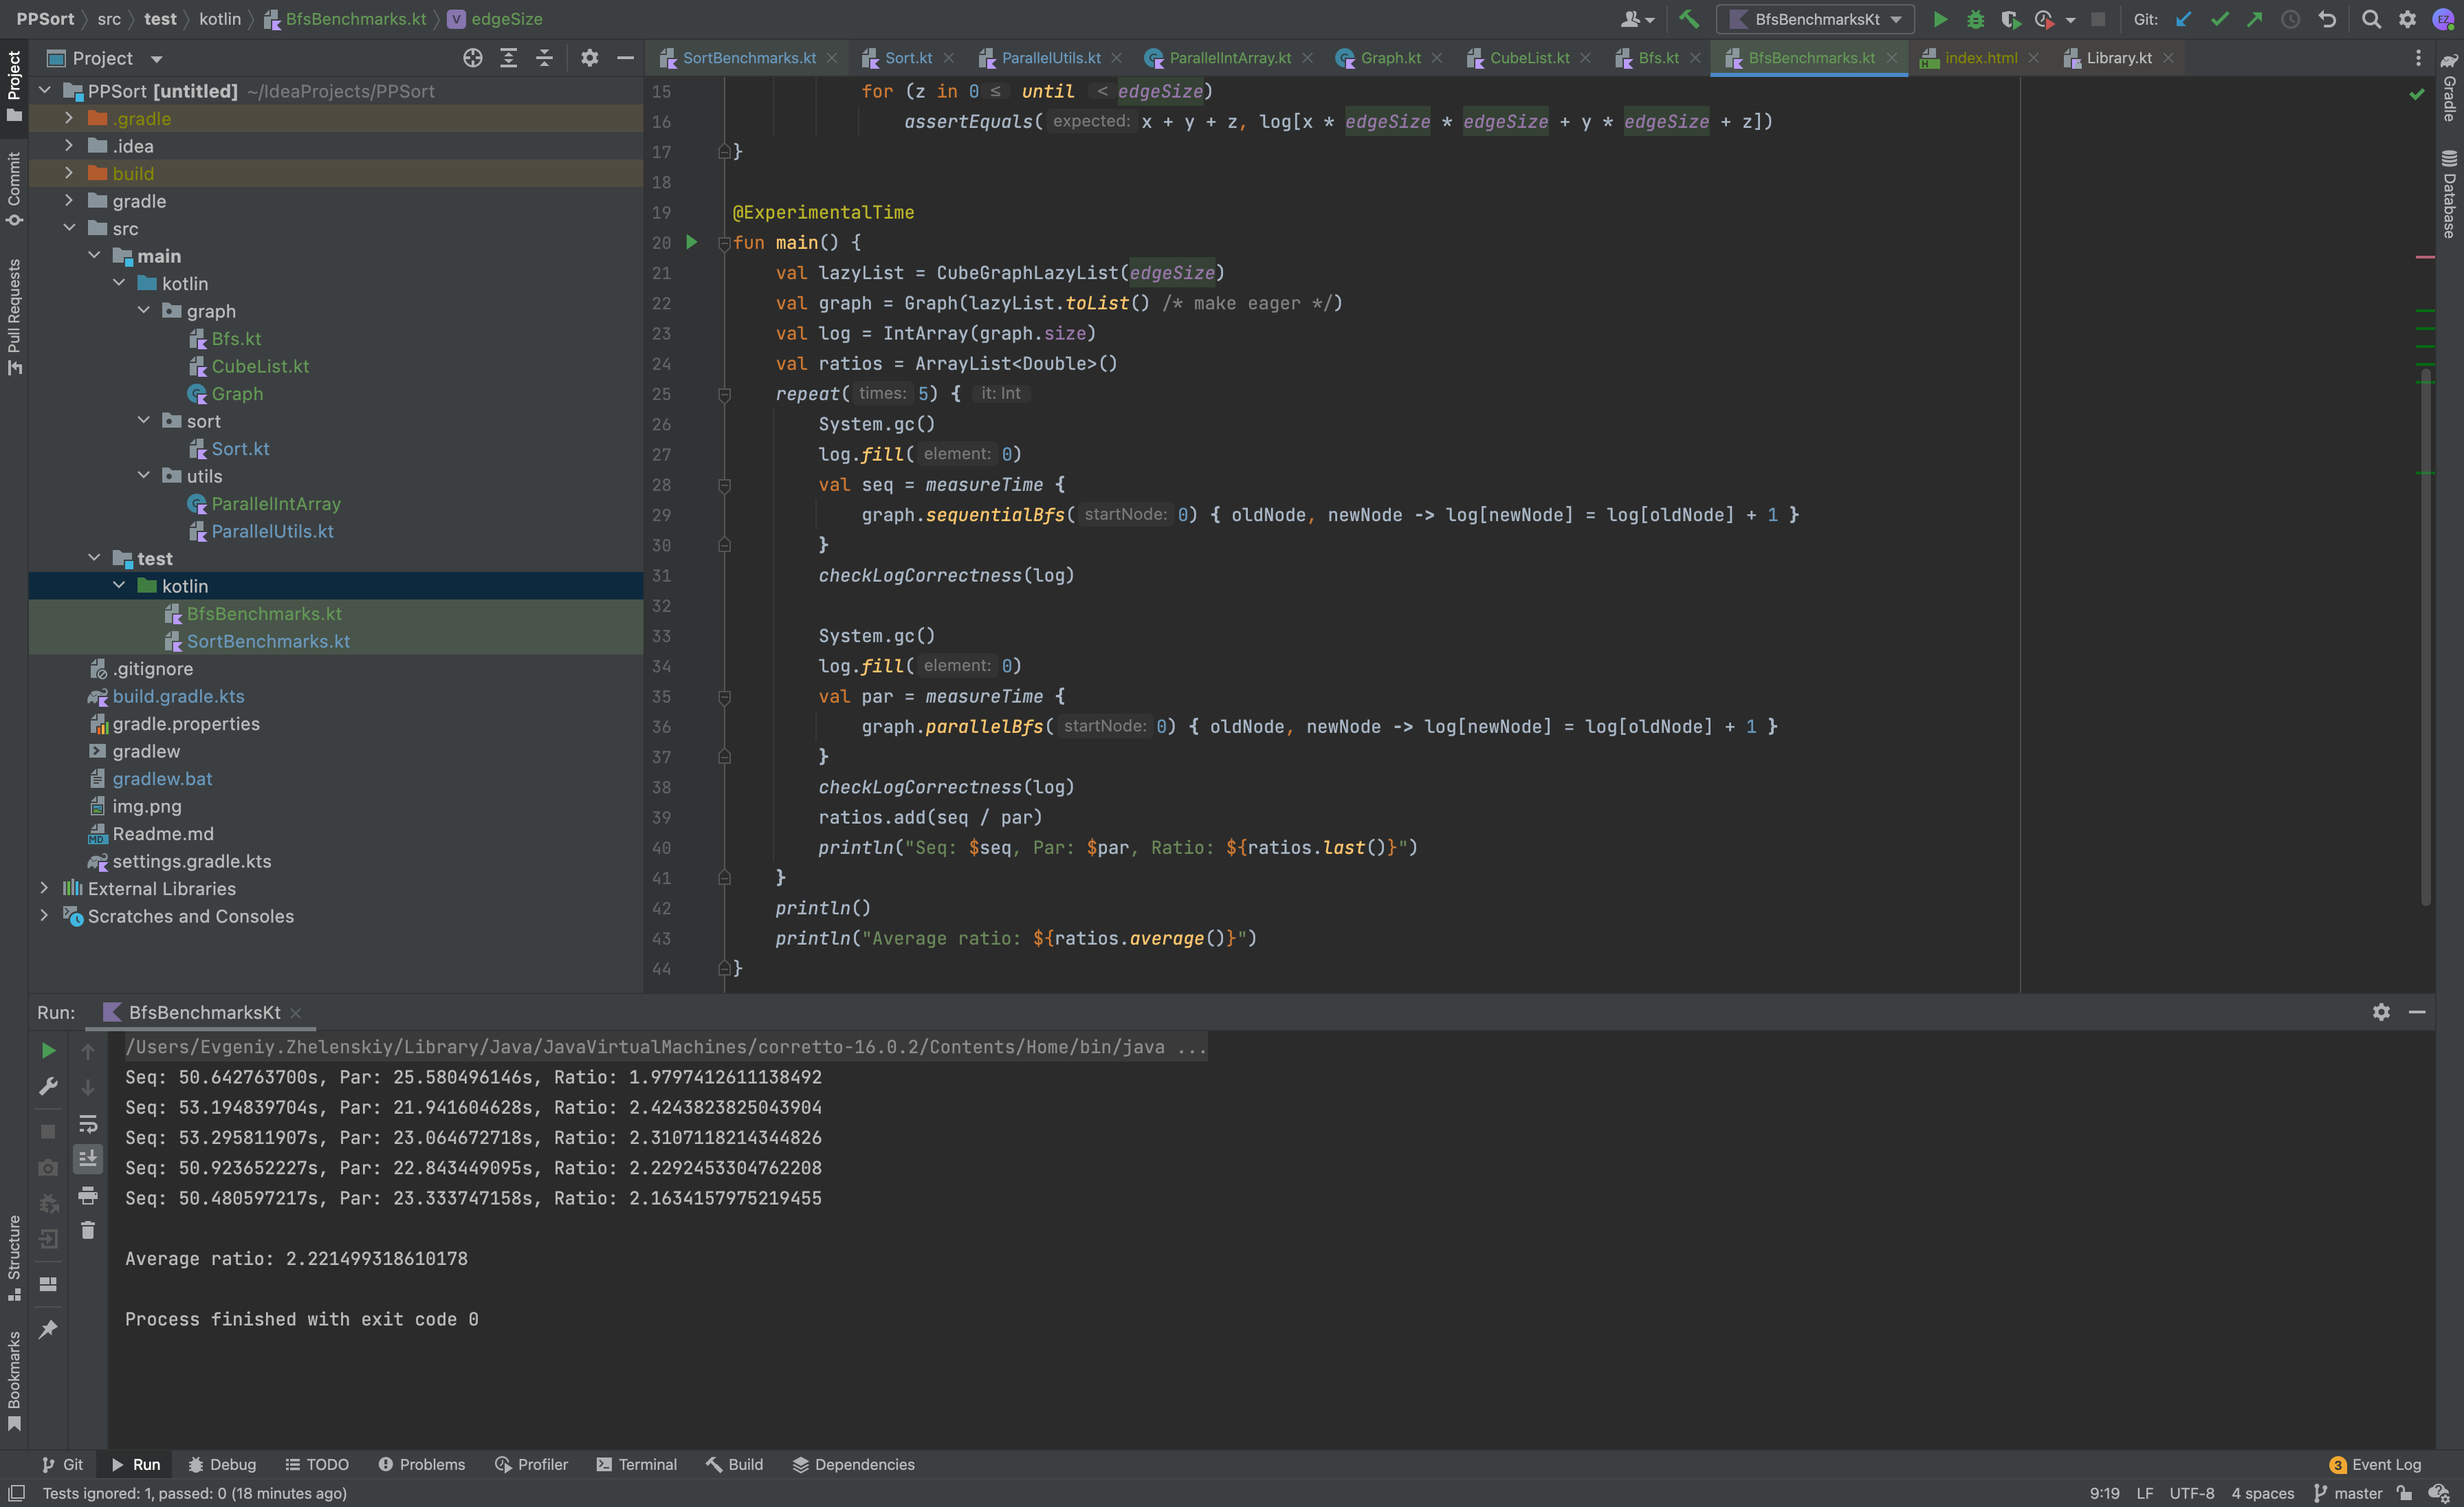 PPSort src test kotlin BfsBenchmarks.kt V edgeSize
BfsBenchmarksKt Git: EZ
Project
SortBenchmarks.kt Sort.kt ParallelUtils.kt ParallelIntArray.kt Graph.kt CubeList.kt Bfs.kt BfsBenchmarks.kt index.html Library.kt
Project
Commit
Pull Requests
Structure
Bookmarks
Gradle
Database
PPSort [untitled] ~/IdeaProjects/PPSort
.gradle
.idea
build
gradle
src
main
kotlin
graph
Bfs.kt
CubeList.kt
Graph
sort
Sort.kt
utils
ParallelIntArray
ParallelUtils.kt
test
kotlin
BfsBenchmarks.kt
SortBenchmarks.kt
.gitignore
build.gradle.kts
gradle.properties
gradlew
gradlew.bat
img.png
Readme.md
settings.gradle.kts
External Libraries
Scratches and Consoles
15 for (z in 0 ≤ until < edgeSize)
16 assertEquals( expected: x + y + z, log[x * edgeSize * edgeSize + y * edgeSize + z])
17 }
18
19 @ExperimentalTime
20 fun main() {
21 val lazyList = CubeGraphLazyList(edgeSize)
22 val graph = Graph(lazyList.toList() /* make eager */)
23 val log = IntArray(graph.size)
24 val ratios = ArrayList<Double>()
25 repeat( times: 5) { it: Int
26 System.gc()
27 log.fill( element: 0)
28 val seq = measureTime {
29 graph.sequentialBfs( startNode: 0) { oldNode, newNode -> log[newNode] = log[oldNode] + 1 }
30 }
31 checkLogCorrectness(log)
32
33 System.gc()
34 log.fill( element: 0)
35 val par = measureTime {
36 graph.parallelBfs( startNode: 0) { oldNode, newNode -> log[newNode] = log[oldNode] + 1 }
37 }
38 checkLogCorrectness(log)
39 ratios.add(seq / par)
40 println("Seq: $seq, Par: $par, Ratio: ${ratios.last()}")
41 }
42 println()
43 println("Average ratio: ${ratios.average()}")
44 }
Run: BfsBenchmarksKt
/Users/Evgeniy.Zhelenskiy/Library/Java/JavaVirtualMachines/corretto-16.0.2/Contents/Home/bin/java ...
Seq: 50.642763700s, Par: 25.580496146s, Ratio: 1.9797412611138492
Seq: 53.194839704s, Par: 21.941604628s, Ratio: 2.4243823825043904
Seq: 53.295811907s, Par: 23.064672718s, Ratio: 2.3107118214344826
Seq: 50.923652227s, Par: 22.843449095s, Ratio: 2.2292453304762208
Seq: 50.480597217s, Par: 23.333747158s, Ratio: 2.1634157975219455
Average ratio: 2.221499318610178
Process finished with exit code 0
Git Run Debug TODO Problems Profiler Terminal Build Dependencies 3 Event Log
Tests ignored: 1, passed: 0 (18 minutes ago) 9:19 LF UTF-8 4 spaces master